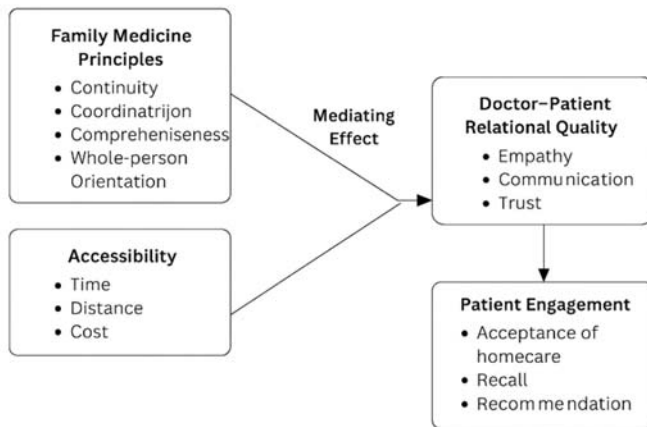 Family Medicine
Principles
• Continuity
• Coordinatrijon
• Compreheniseness
• Whole-person
Orientation
Accessibility
• Time
• Distance
• Cost
Mediating
Effect
Doctor–Patient
Relational Quality
• Empathy
• Communication
• Trust
Patient Engagement
• Acceptance of
homecare
• Recall
• Recommendation